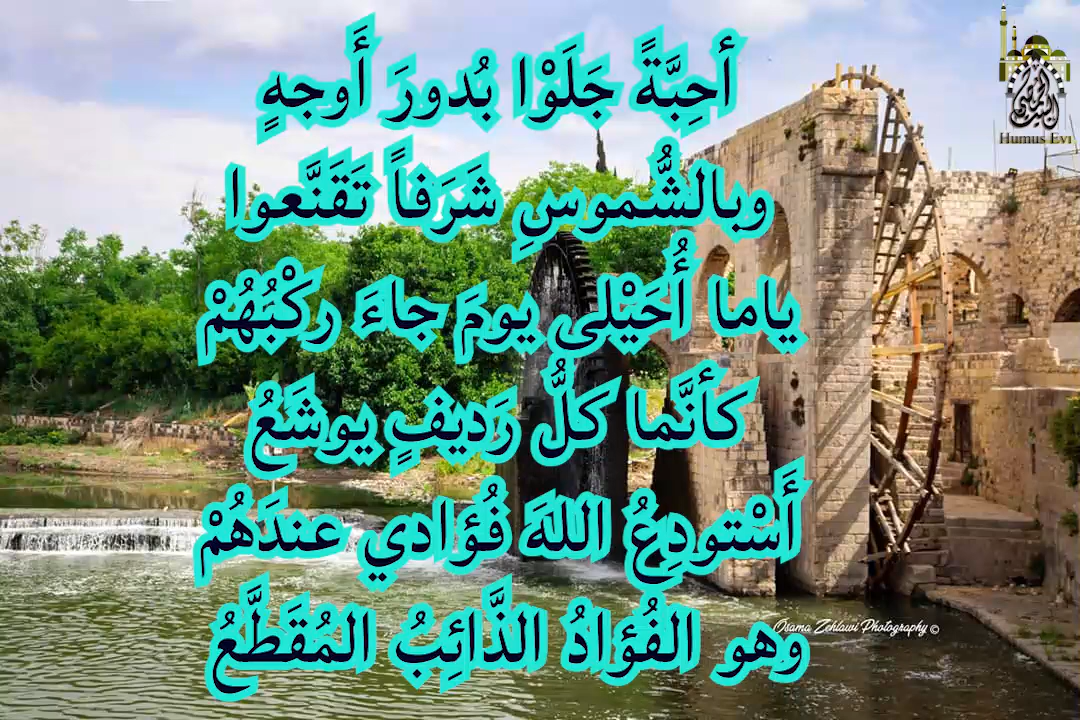 أحِبَّةً جَلَوْا بُدورَ أَوجهٍ
وبالشُّموسِ شَرَفاً تَقَنَّعوا
ياما أُحَيْلى يومَ جاءَ ركْبُهُمْ
كأنَّما كلُّ رَديفٍ يوشَعُ
أَسْتودِعُ اللهَ فُؤادي عندَهُمْ
وهو الفُؤادُ الذَّائِبُ المُقَطَّعُ
Humus Evi
Osama Zehlawi Photography ©